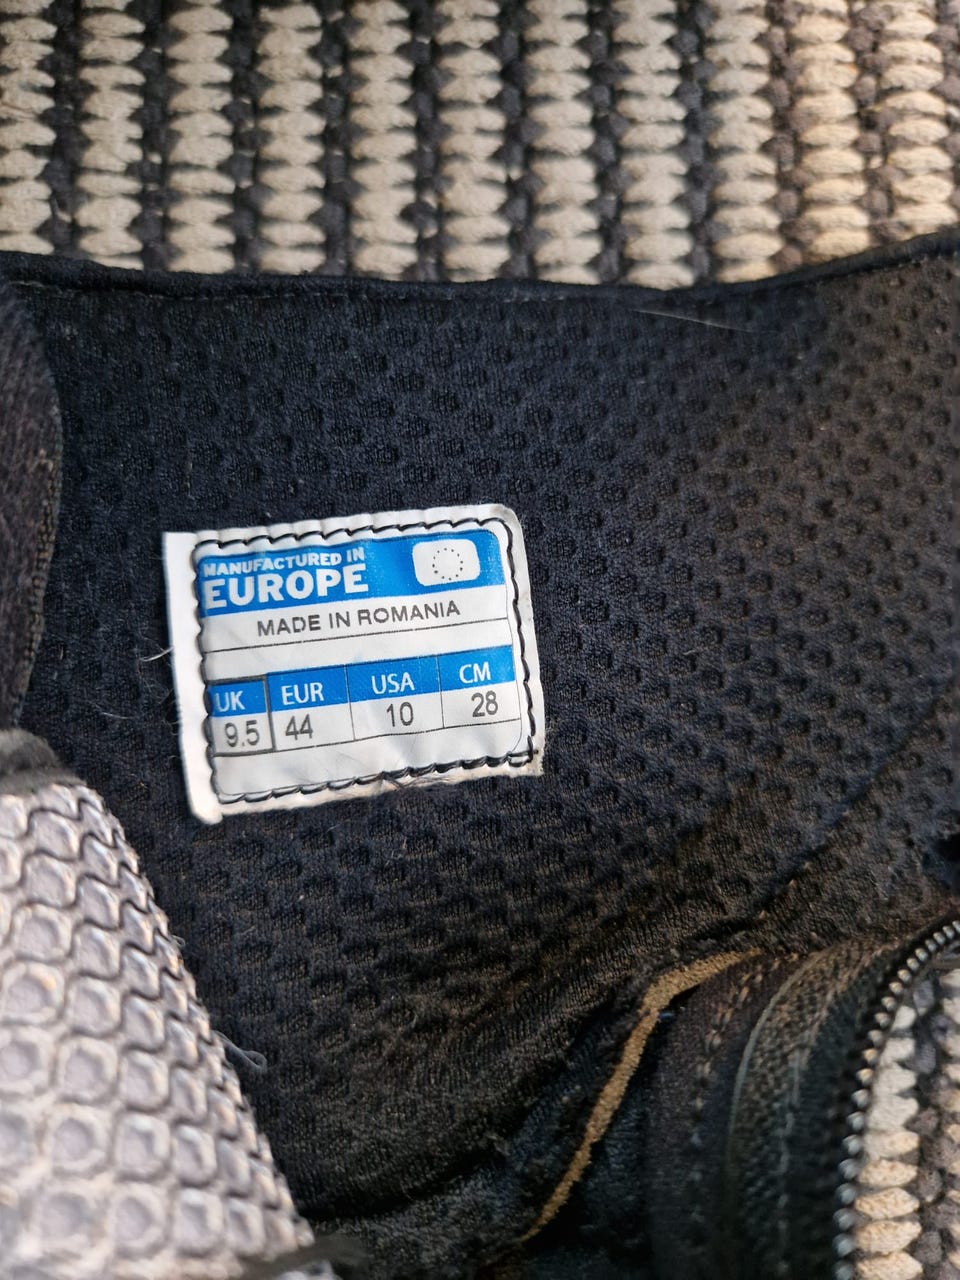 MANUFACTURED IN
EUROPE
MADE IN ROMANIA
UK EUR USA CM
9.5 44 10 28